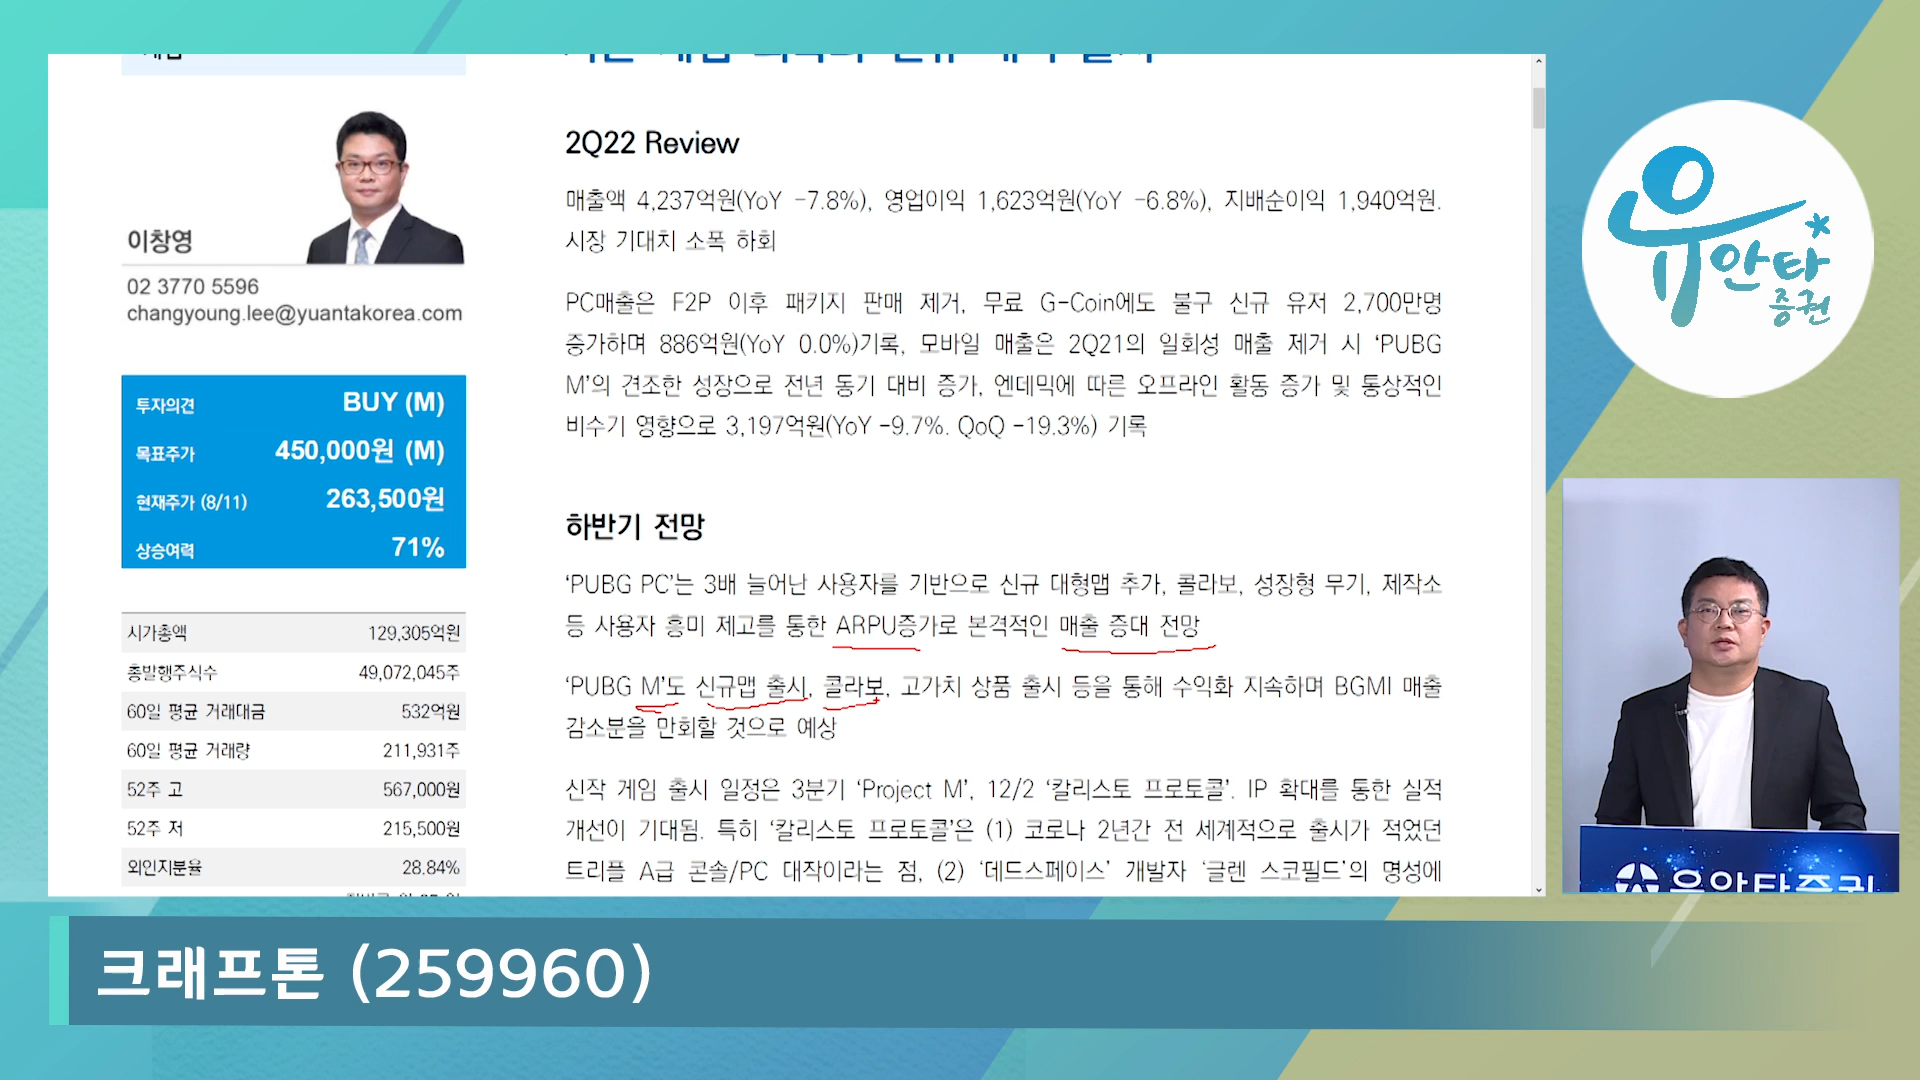 2Q22 Review
매출액 4,237억원(YoY -7.8%), 영업이익 1,623억원(YoY -6.8%), 지배순이익 1,940억원.
시장 기대치 소폭 하회
PC매출은 F2P 이후 패키지 판매 제거, 무료 G-Coin에도 불구 신규 유저 2,700만명
증가하며 886억원(YoY 0.0%)기록, 모바일 매출은 2Q21의 일회성 매출 제거 시 ‘PUBG
M’의 견조한 성장으로 전년 동기 대비 증가, 엔데믹에 따른 오프라인 활동 증가 및 통상적인
비수기 영향으로 3,197억원(YoY -9.7%. QoQ -19.3%) 기록
하반기 전망
‘PUBG PC’는 3배 늘어난 사용자를 기반으로 신규 대형맵 추가, 콜라보, 성장형 무기, 제작소
등 사용자 흥미 제고를 통한 ARPU증가로 본격적인 매출 증대 전망
‘PUBG M’도 신규맵 출시, 콜라보, 고가치 상품 출시 등을 통해 수익화 지속하며 BGMI 매출
감소분을 만회할 것으로 예상
신작 게임 출시 일정은 3분기 ‘Project M’, 12/2 ‘칼리스토 프로토콜’. IP 확대를 통한 실적
개선이 기대됨. 특히 ‘칼리스토 프로토콜’은 (1) 코로나 2년간 전 세계적으로 출시가 적었던
트리플 A급 콘솔/PC 대작이라는 점, (2) ‘데드스페이스’ 개발자 ‘글렌 스코필드’의 명성에
이창영
02 3770 5596
changyoung.lee@yuantakorea.com
투자의견 BUY (M)
목표주가 450,000원 (M)
현재주가 (8/11) 263,500원
상승여력 71%
시가총액 129,305억원
총발행주식수 49,072,045주
60일 평균 거래대금 532억원
60일 평균 거래량 211,931주
52주 고 567,000원
52주 저 215,500원
외인지분율 28.84%
유안타
증권
유안타증권
크래프톤 (259960)